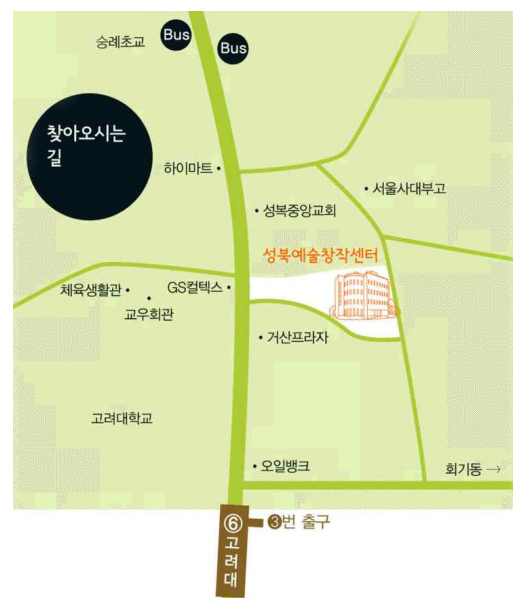 숭례초교
Bus
Bus
찾아오시는
길
하이마트
서울사대부고
성복중앙교회
성북예술창작센터
체육생활관
GS컬텍스
교우회관
거산프라자
고려대학교
오일뱅크
회기동 →
⑥ 고려대
❸번 출구